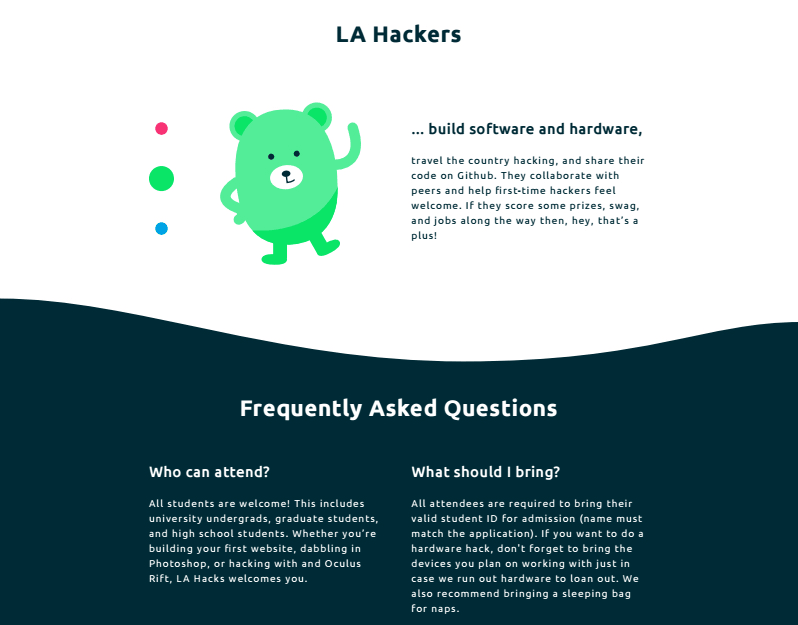 LA Hackers
... build software and hardware,
travel the country hacking, and share their
code on Github. They collaborate with
peers and help first-time hackers feel
welcome. If they score some prizes, swag,
and jobs along the way then, hey, that's a
plus!
Frequently Asked Questions
Who can attend?
All students are welcome! This includes
university undergrads, graduate students,
and high school students. Whether you're
building your first website, dabbling in
Photoshop, or hacking with and Oculus
Rift, LA Hacks welcomes you.
What should I bring?
All attendees are required to bring their
valid student ID for admission (name must
match the application). If you want to do a
hardware hack, don't forget to bring the
devices you plan on working with just in
case we run out hardware to loan out. We
also recommend bringing a sleeping bag
for naps.